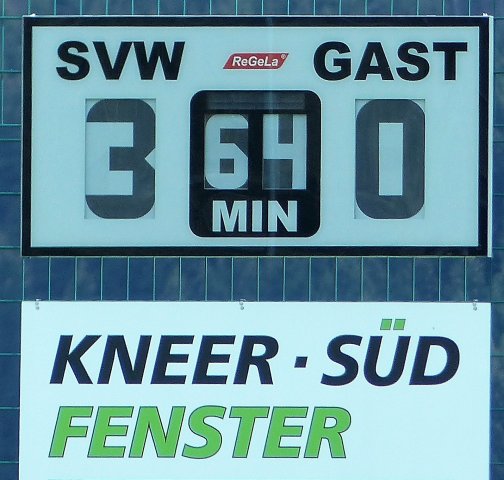 SVW ReGeLa® GAST
3 64 0
MIN
KNEER · SÜD
FENSTER